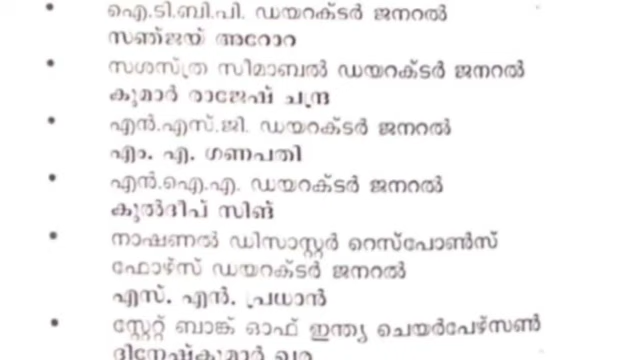 • ഐ.ടി.ബി.പി. ഡയറക്ടർ ജനറൽ
സഞ്ജയ് അറോറ
• സശസ്ത്ര സീമാബൽ ഡയറക്ടർ ജനറൽ
കുമാർ രാജേഷ് ചന്ദ്ര
• എൻ.എസ്.ജി. ഡയറക്ടർ ജനറൽ
എം. എ. ഗണപതി
• എൻ.ഐ.എ. ഡയറക്ടർ ജനറൽ
കുൽദീപ് സിങ്
• നാഷണൽ ഡിസാസ്റ്റർ റെസ്പോൺസ്
ഫോഴ്സ് ഡയറക്ടർ ജനറൽ
എസ്. എൻ. പ്രധാൻ
• സ്റ്റേറ്റ് ബാങ്ക് ഓഫ് ഇന്ത്യ ചെയർപേഴ്സൺ
ദിനേഷ്കുമാർ ഖര